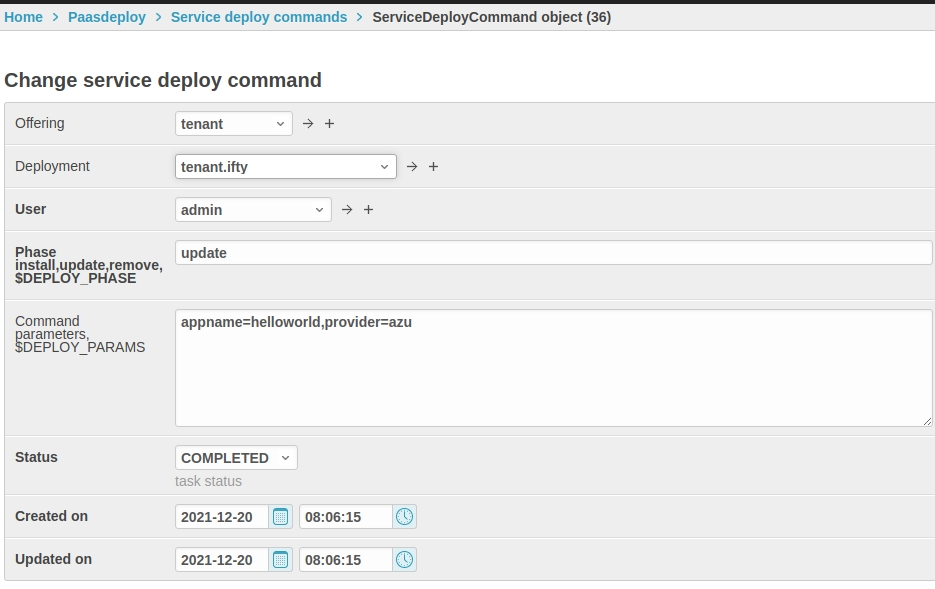 Home > Paasdeploy > Service deploy commands > ServiceDeployCommand object (36)
Change service deploy command
Offering tenant → +
Deployment tenant.ifty → +
User admin → +
Phase
install,update,remove,
$DEPLOY_PHASE
update
Command
parameters,
$DEPLOY_PARAMS
appname=helloworld,provider=azu
Status COMPLETED
task status
Created on 2021-12-20 08:06:15
Updated on 2021-12-20 08:06:15